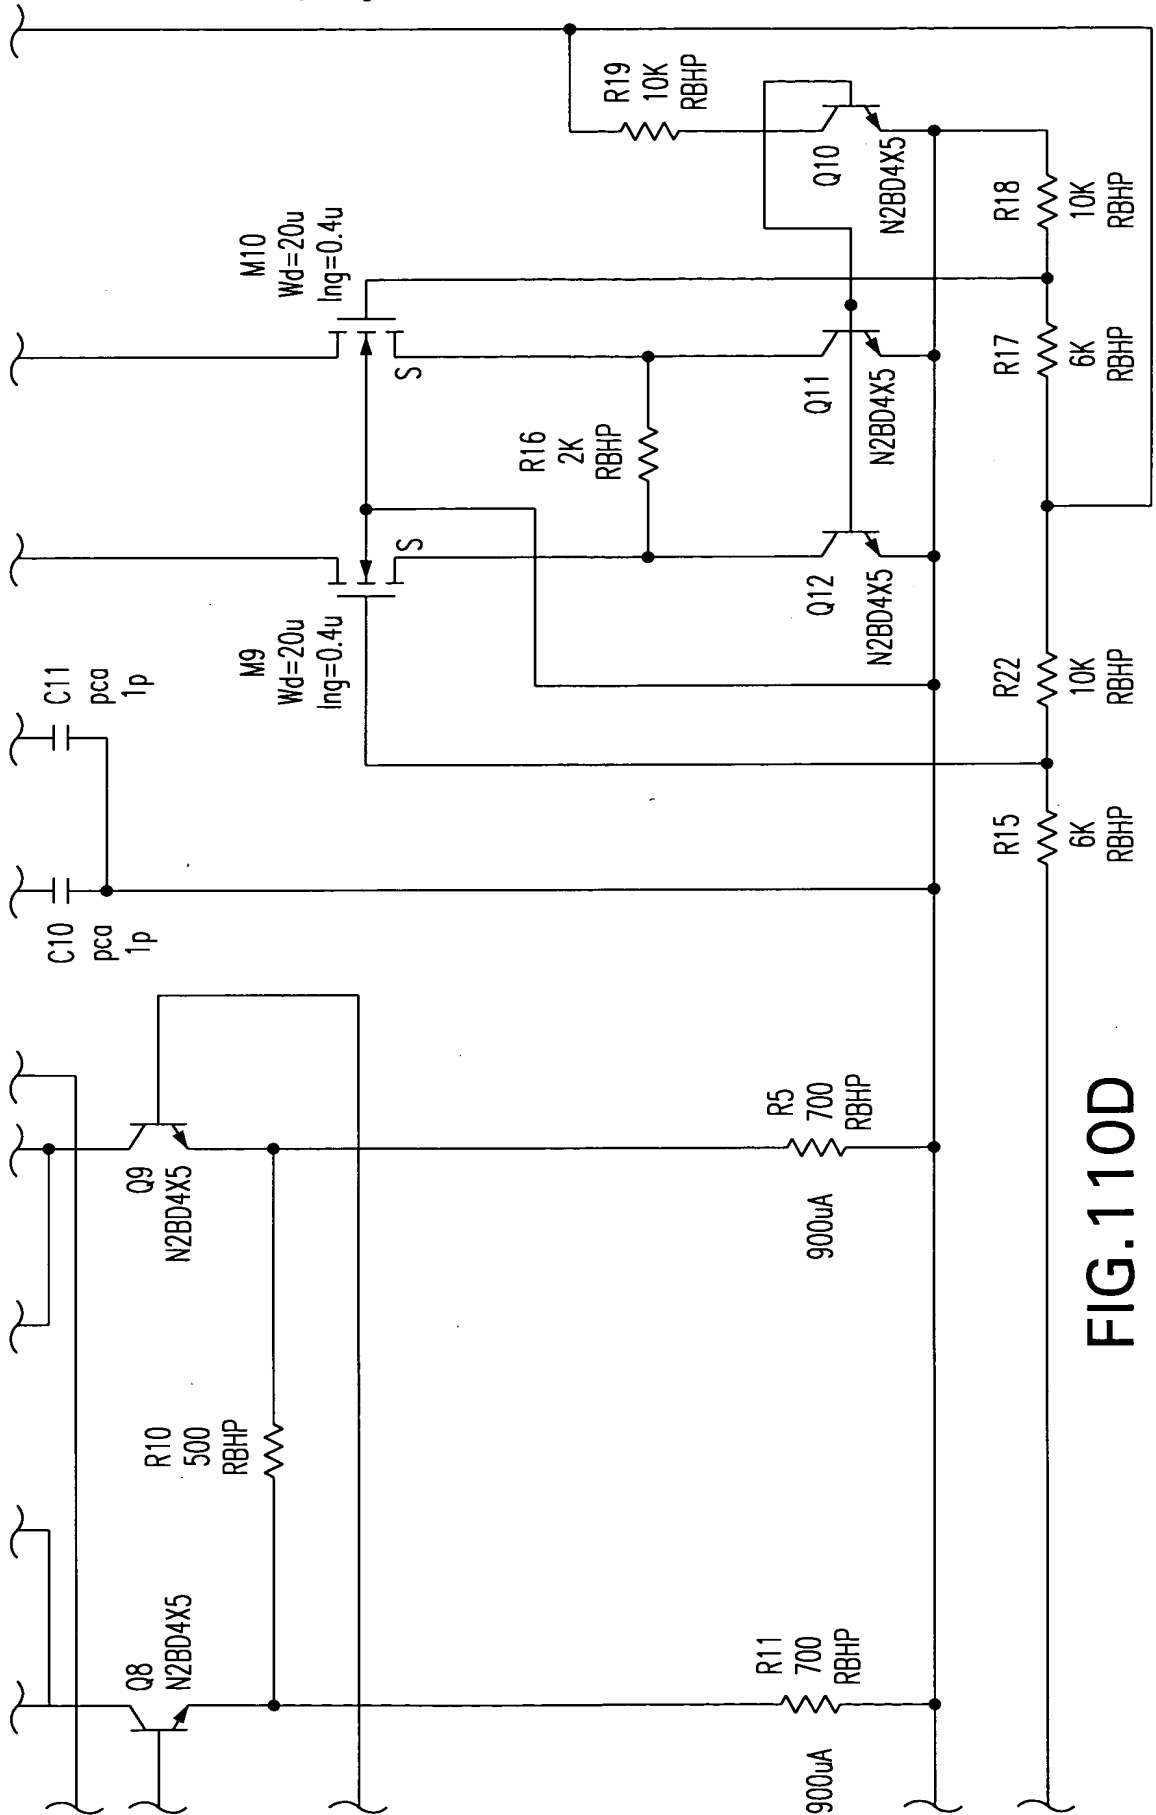 R19
10K
RBHP
M10
Wd=20u
lng=0.4u
S
Q10
N2BD4X5
R18
10K
RBHP
Q11
N2BD4X5
R17
6K
RBHP
R16
2K
RBHP
M9
Wd=20u
lng=0.4u
S
Q12
N2BD4X5
R22
10K
RBHP
C11
pca
1p
C10
pca
1p
R15
6K
RBHP
Q9
N2BD4X5
R5
700
RBHP
900uA
R10
500
RBHP
Q8
N2BD4X5
R11
700
RBHP
900uA
FIG.110D